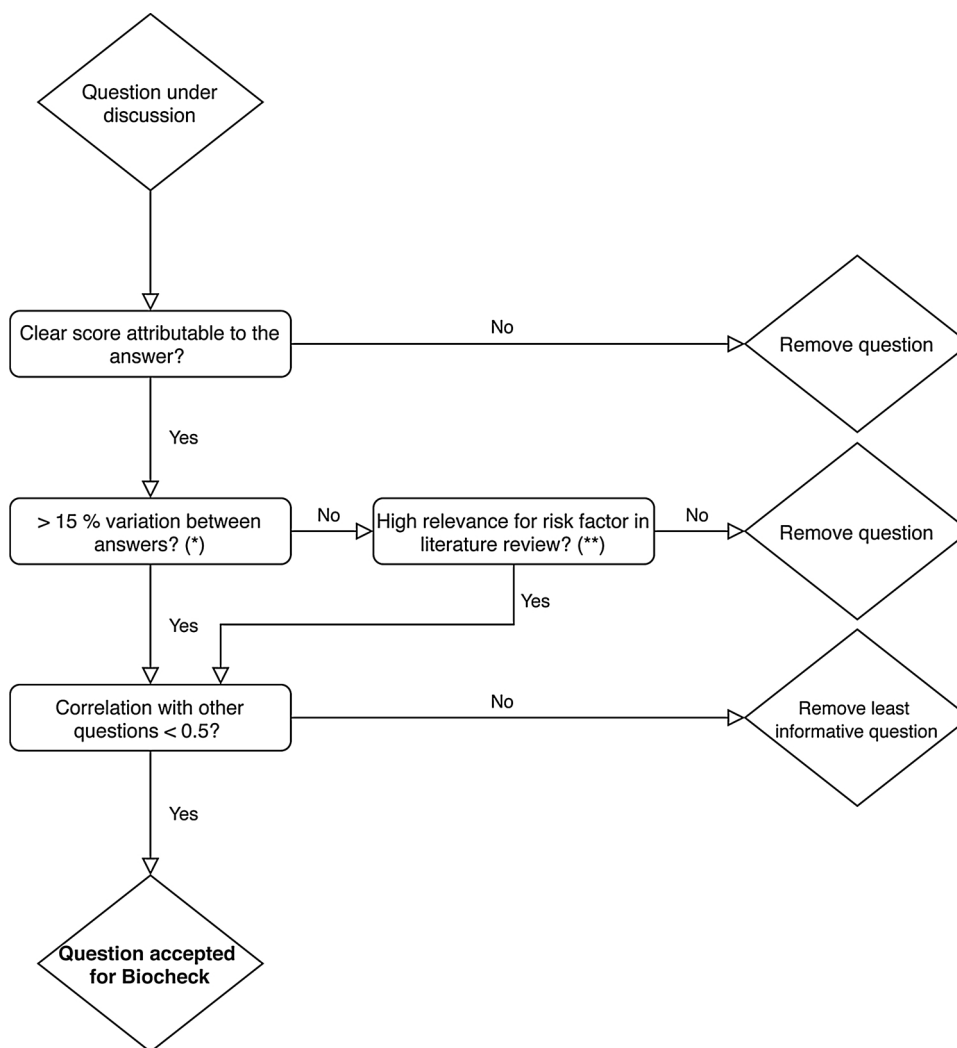 Question under
discussion
Clear score attributable to the
answer?
No
Remove question
Yes
> 15 % variation between
answers? (*)
No
High relevance for risk factor in
literature review? (**)
No
Remove question
Yes
Yes
Correlation with other
questions < 0.5?
No
Remove least
informative question
Yes
Question accepted
for Biocheck